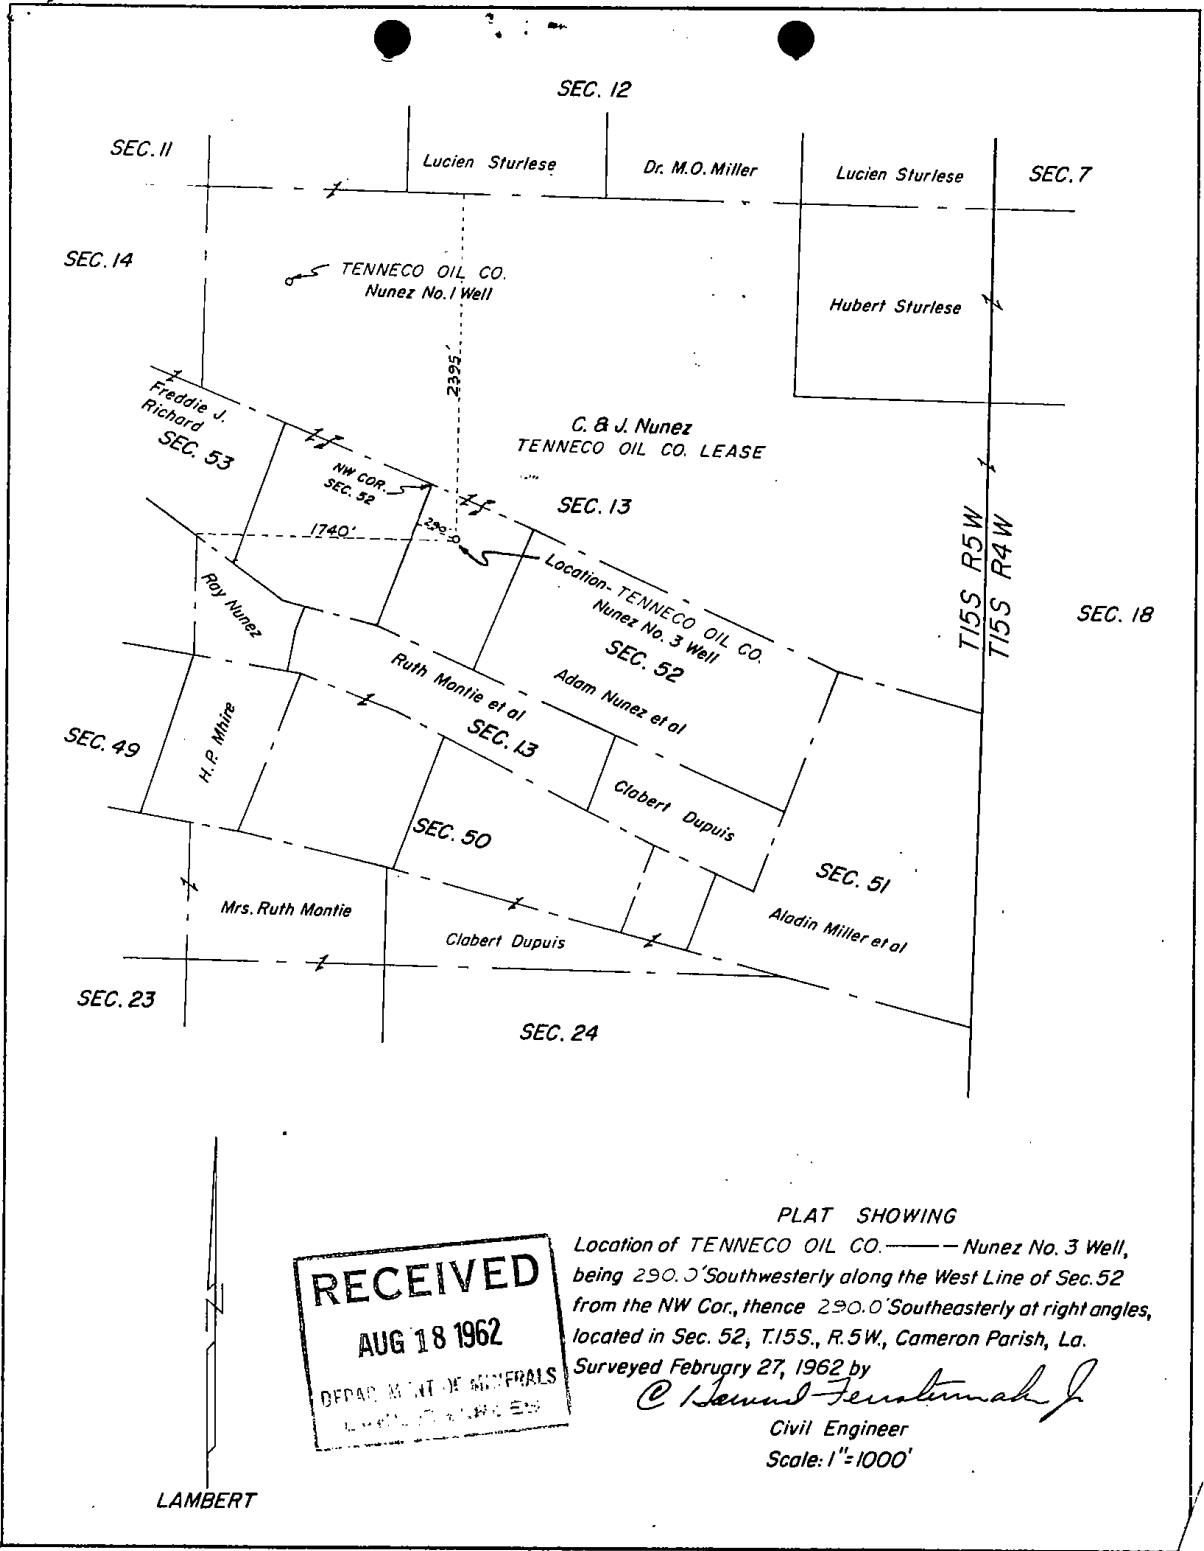 SEC. 12
SEC. 11
Lucien Sturlese
Dr. M.O. Miller
Lucien Sturlese
SEC. 7
SEC. 14
TENNECO OIL CO.
Nunez No. 1 Well
Hubert Sturlese
2395'
Freddie J.
Richard
SEC. 53
C. & J. Nunez
TENNECO OIL CO. LEASE
NW COR.
SEC. 52
SEC. 13
1740'
290'
T15S R5W
T15S R4W
Location-TENNECO OIL CO.
Nunez No. 3 Well
SEC. 52
Adam Nunez et al
SEC. 18
Ray Nunez
Ruth Montie et al
SEC. 13
H.P. Mhire
SEC. 49
Clabert Dupuis
SEC. 50
SEC. 51
Aladin Miller et al
Mrs. Ruth Montie
Clabert Dupuis
SEC. 23
SEC. 24
PLAT SHOWING
Location of TENNECO OIL CO. ——— Nunez No. 3 Well,
being 290.0' Southwesterly along the West Line of Sec. 52
from the NW Cor., thence 290.0' Southeasterly at right angles,
located in Sec. 52, T.15S., R.5W., Cameron Parish, La.
Surveyed February 27, 1962 by
Civil Engineer
Scale: 1"=1000'
RECEIVED
AUG 18 1962
DEPARTMENT OF MINERALS
LAMBERT